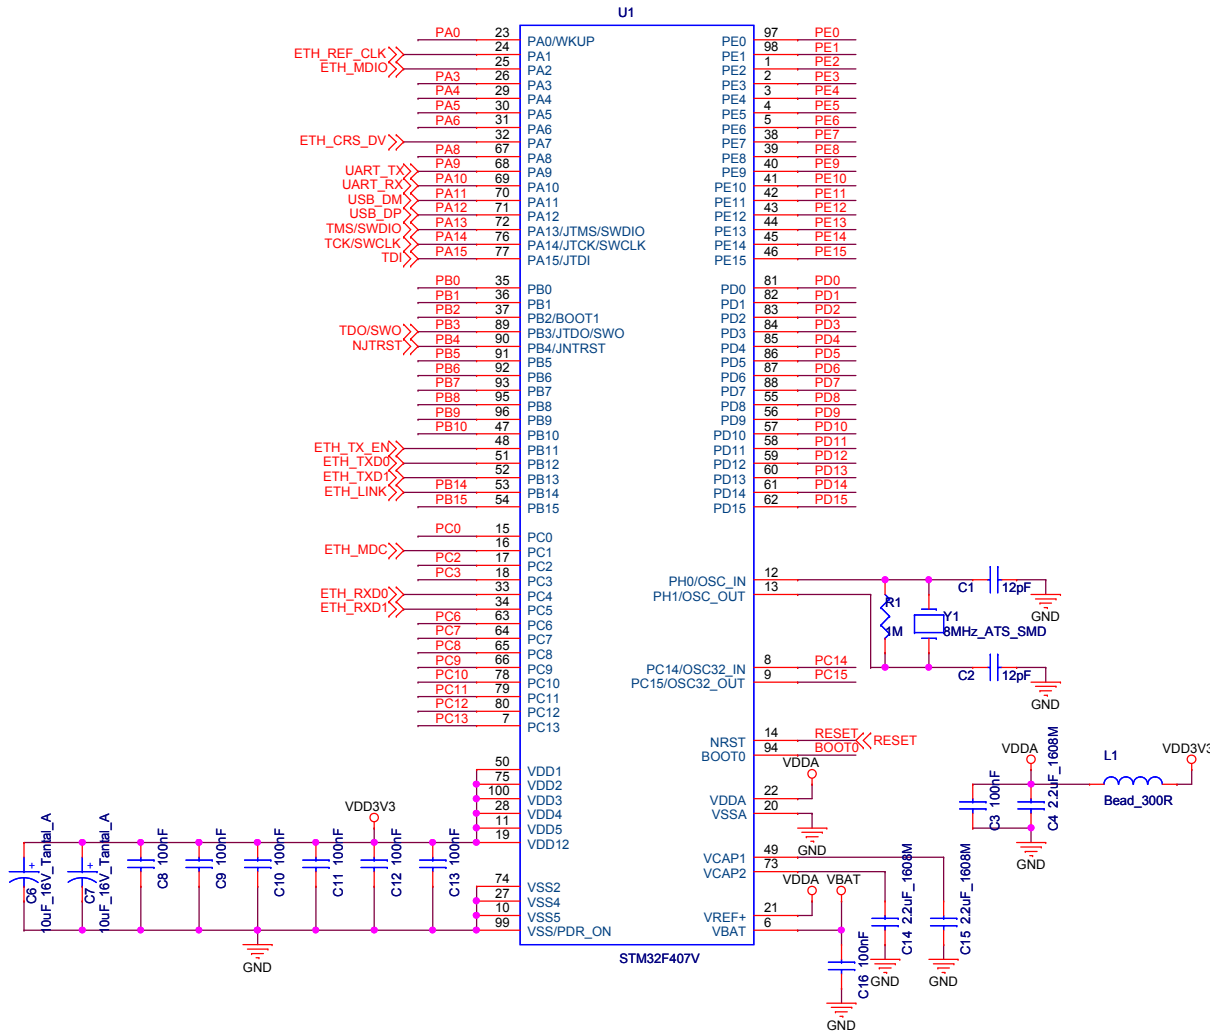 U1
PA0 23 PA0/WKUP PE0 97 PE0
ETH_REF_CLK 24 PA1 PE1 98 PE1
ETH_MDIO 25 PA2 PE2 1 PE2
PA3 26 PA3 PE3 2 PE3
PA4 29 PA4 PE4 3 PE4
PA5 30 PA5 PE5 4 PE5
PA6 31 PA6 PE6 5 PE6
ETH_CRS_DV 32 PA7 PE7 38 PE7
PA8 67 PA8 PE8 39 PE8
UART_TX PA9 68 PA9 PE9 40 PE9
UART_RX PA10 69 PA10 PE10 41 PE10
USB_DM PA11 70 PA11 PE11 42 PE11
USB_DP PA12 71 PA12 PE12 43 PE12
TMS/SWDIO PA13 72 PA13/JTMS/SWDIO PE13 44 PE13
TCK/SWCLK PA14 76 PA14/JTCK/SWCLK PE14 45 PE14
TDI PA15 77 PA15/JTDI PE15 46 PE15
PB0 35 PB0 PD0 81 PD0
PB1 36 PB1 PD1 82 PD1
PB2 37 PB2/BOOT1 PD2 83 PD2
TDO/SWO PB3 89 PB3/JTDO/SWO PD3 84 PD3
NJTRST PB4 90 PB4/JNTRST PD4 85 PD4
PB5 91 PB5 PD5 86 PD5
PB6 92 PB6 PD6 87 PD6
PB7 93 PB7 PD7 88 PD7
PB8 95 PB8 PD8 55 PD8
PB9 96 PB9 PD9 56 PD9
PB10 47 PB10 PD10 57 PD10
ETH_TX_EN 48 PB11 PD11 58 PD11
ETH_TXD0 51 PB12 PD12 59 PD12
ETH_TXD1 52 PB13 PD13 60 PD13
ETH_LINK PB14 53 PB14 PD14 61 PD14
PB15 54 PB15 PD15 62 PD15
PC0 15 PC0
ETH_MDC 16 PC1
PC2 17 PC2
PC3 18 PC3 PH0/OSC_IN 12 C1 12pF
ETH_RXD0 33 PC4 PH1/OSC_OUT 13 GND
ETH_RXD1 34 PC5 R1 Y1
PC6 63 PC6 1M 8MHz_ATS_SMD
PC7 64 PC7
PC8 65 PC8
PC9 66 PC9 PC14/OSC32_IN 8 PC14
PC10 78 PC10 PC15/OSC32_OUT 9 PC15 C2 12pF
PC11 79 PC11 GND
PC12 80 PC12
PC13 7 PC13
NRST 14 RESET RESET
BOOT0 94 BOOT0
50 VDD1 VDDA VDDA L1 VDD3V3
75 VDD2
100 VDD3 VDDA 22 C3 100nF C4 2.2uF_1608M Bead_300R
28 VDD4 VSSA 20
VDD3V3 11 VDD5
19 VDD12 GND GND
C6 10uF_16V_Tantal_A C7 10uF_16V_Tantal_A C8 100nF C9 100nF C10 100nF C11 100nF C12 100nF C13 100nF
VCAP1 49
VCAP2 73
74 VSS2 VDDA VBAT
27 VSS4
10 VSS5 VREF+ 21 C14 2.2uF_1608M C15 2.2uF_1608M
99 VSS/PDR_ON VBAT 6
GND STM32F407V C16 100nF GND GND
GND